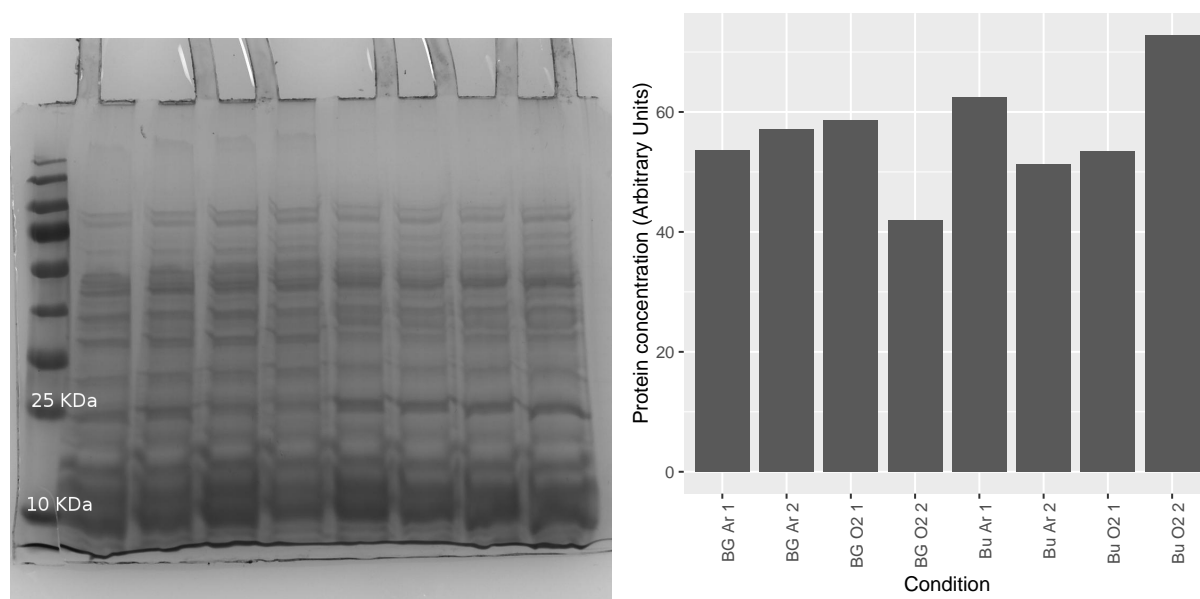 25 KDa
10 KDa
Protein concentration (Arbitrary Units)
60
40
20
0
BG Ar 1
BG Ar 2
BG O2 1
BG O2 2
Bu Ar 1
Bu Ar 2
Bu O2 1
Bu O2 2
Condition